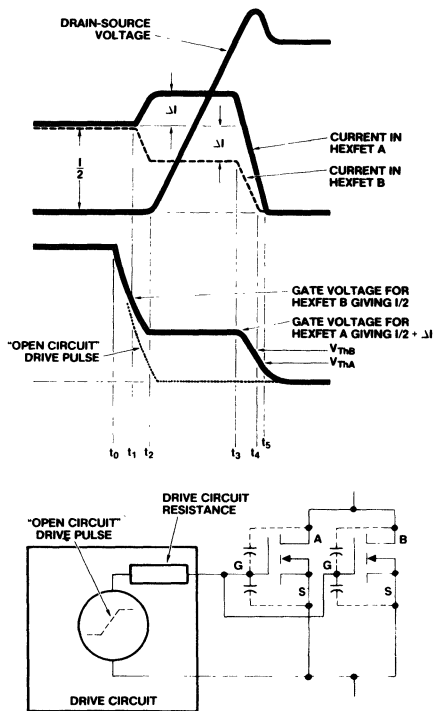 DRAIN-SOURCE
VOLTAGE
ΔI
ΔI
I
2
CURRENT IN
HEXFET A
CURRENT IN
HEXFET B
GATE VOLTAGE FOR
HEXFET B GIVING I/2
GATE VOLTAGE FOR
HEXFET A GIVING I/2 + ΔI
"OPEN CIRCUIT"
DRIVE PULSE
VThB
VThA
t0 t1 t2 t3 t4 t5
DRIVE CIRCUIT
RESISTANCE
"OPEN CIRCUIT"
DRIVE PULSE
A
B
G
G
S
S
DRIVE CIRCUIT